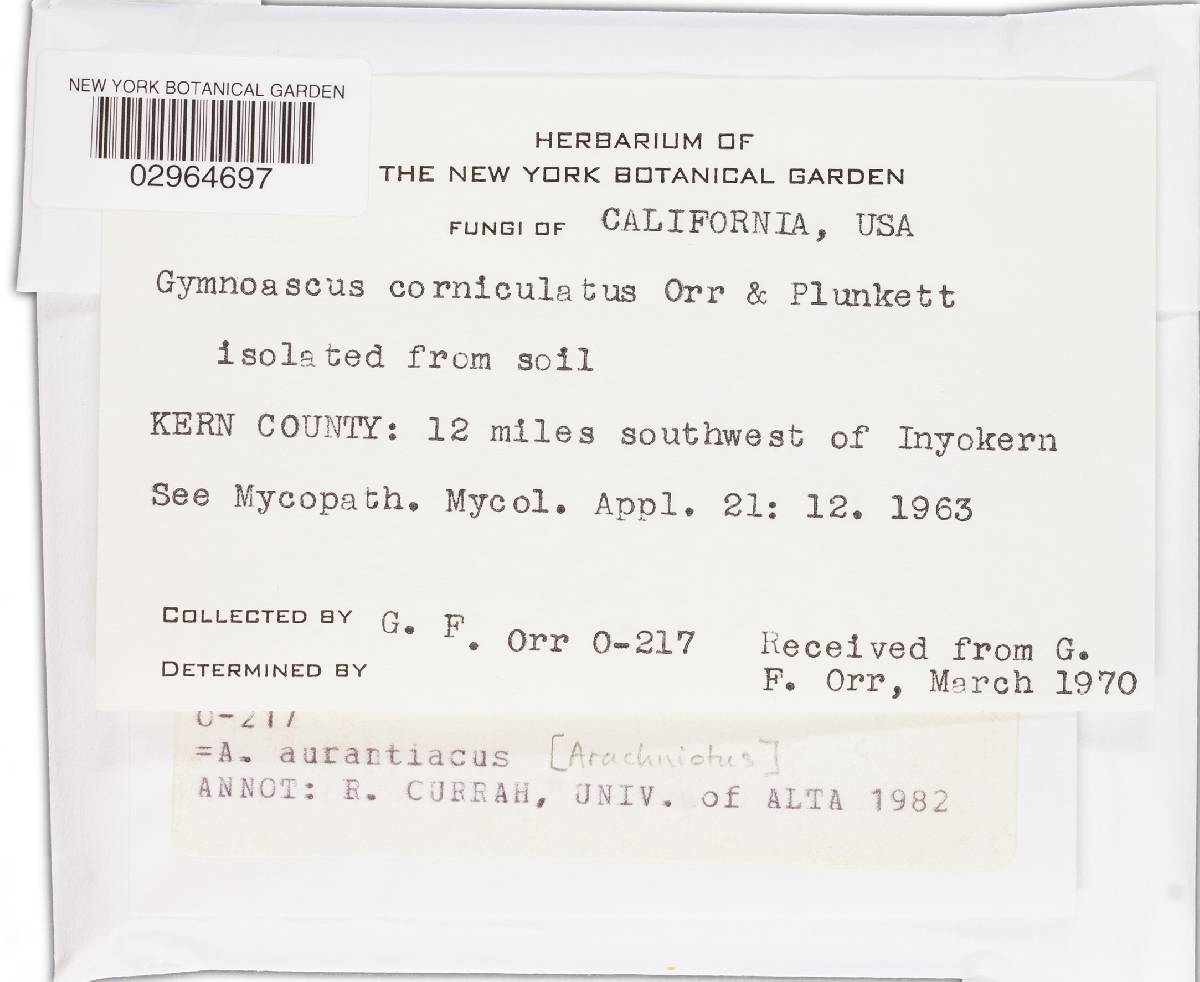 NEW YORK BOTANICAL GARDEN
02964697
HERBARIUM OF
THE NEW YORK BOTANICAL GARDEN
FUNGI OF CALIFORNIA, USA
Gymnoascus corniculatus Orr & Plunkett
isolated from soil
KERN COUNTY: 12 miles southwest of Inyokern
See Mycopath. Mycol. Appl. 21: 12. 1963
COLLECTED BY G. F. Orr O-217
Received from G.
F. Orr, March 1970
DETERMINED BY
O-217
=A. aurantiacus [Arachniotus]
ANNOT: R. CURRAH, UNIV. of ALTA 1982